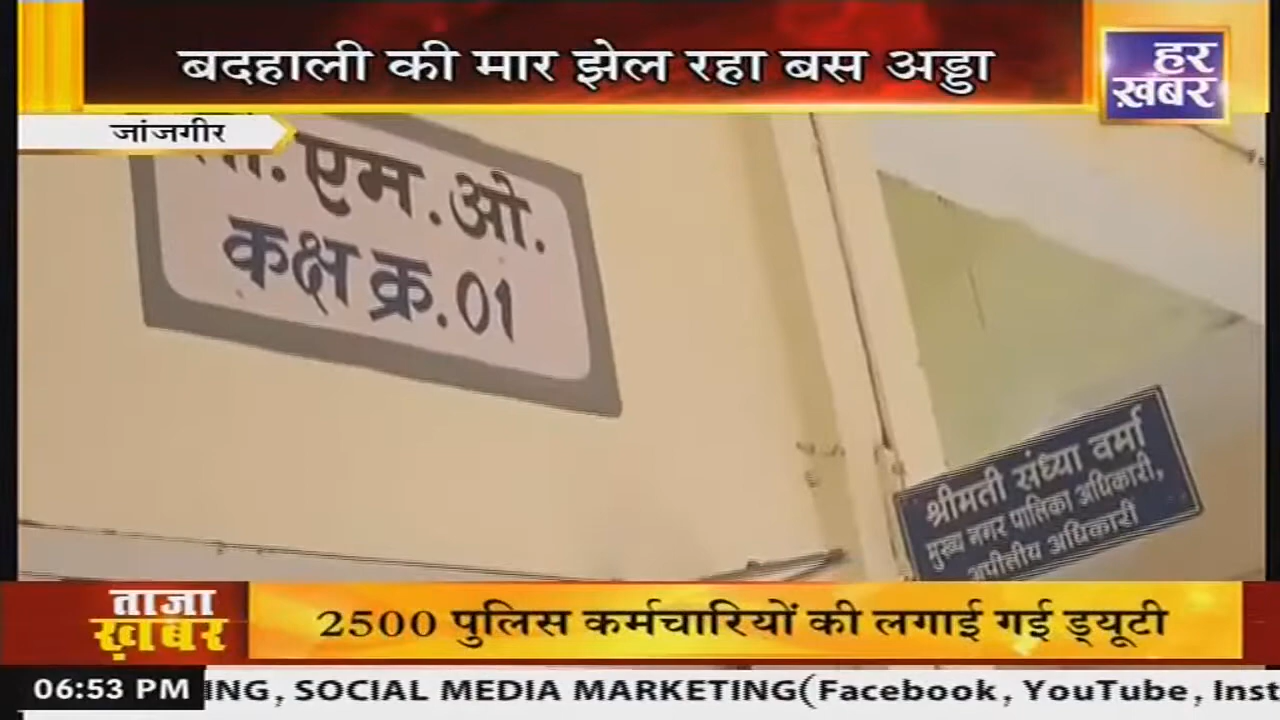 बदहाली की मार झेल रहा बस अड्डा
हर
ख़बर
जांजगीर
एम.ओ.
कक्ष क्र.01
श्रीमती संध्या वर्मा
मुख्य नगर पालिका अधिकारी,
अपीलीय अधिकारी
ताजा
ख़बर
2500 पुलिस कर्मचारियों की लगाई गई ड्यूटी
06:53 PM
ING, SOCIAL MEDIA MARKETING(Facebook, YouTube, Inst